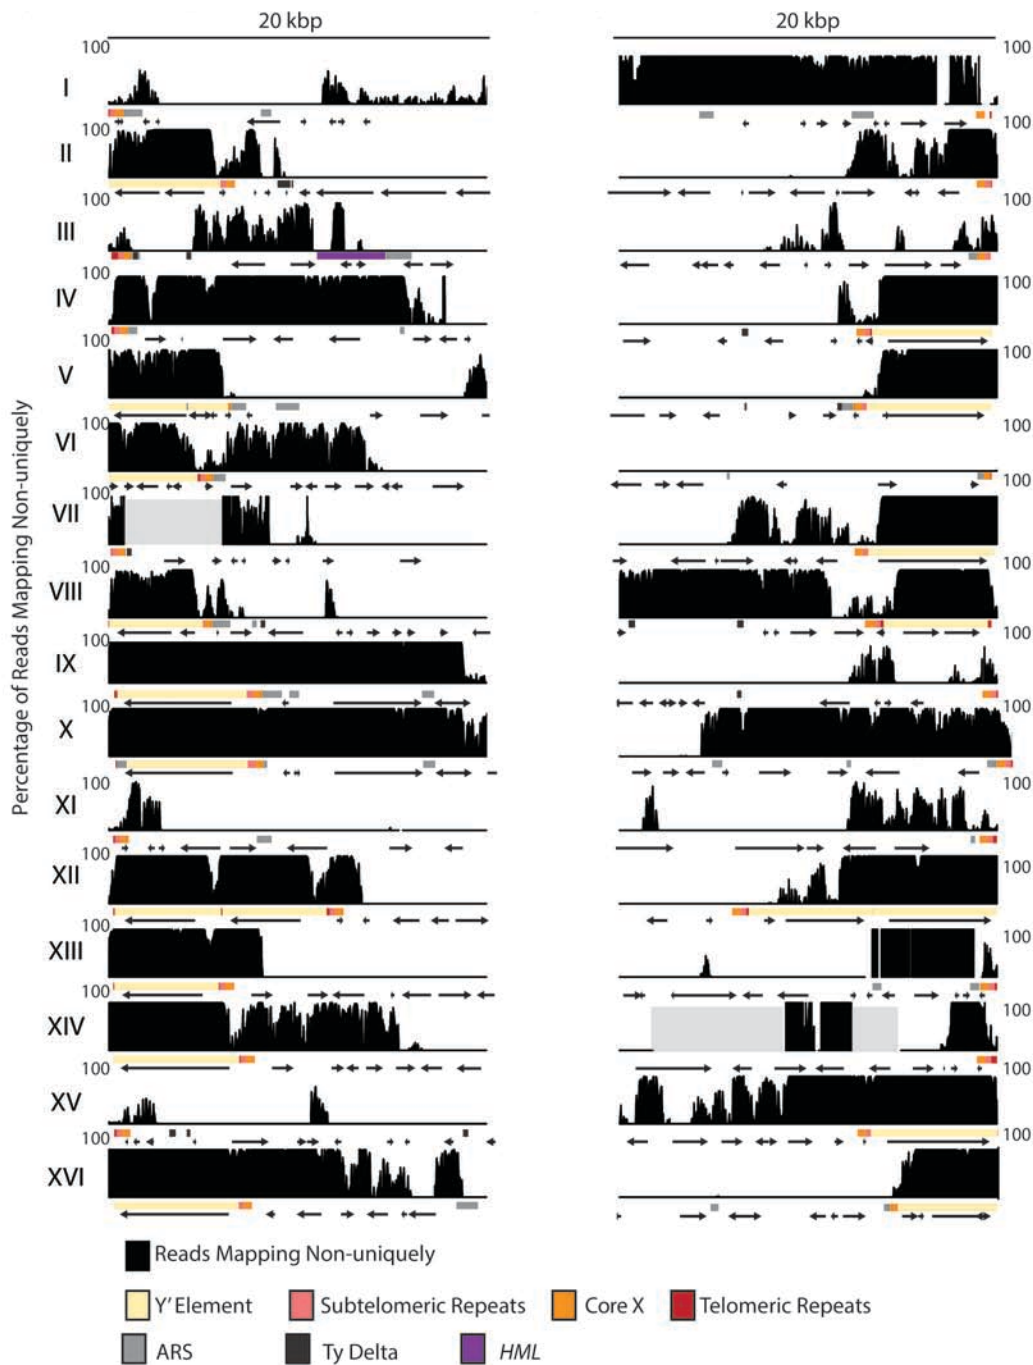 20 kbp 20 kbp
100 100
I
100 100
II
100 100
III
100 100
IV
100 100
V
100 100
VI
100 100
VII
100 100
VIII
100 100
IX
100 100
X
100 100
XI
100 100
XII
100 100
XIII
100 100
XIV
100 100
XV
100 100
XVI
Percentage of Reads Mapping Non-uniquely
Reads Mapping Non-uniquely
Y' Element Subtelomeric Repeats Core X Telomeric Repeats
ARS Ty Delta HML